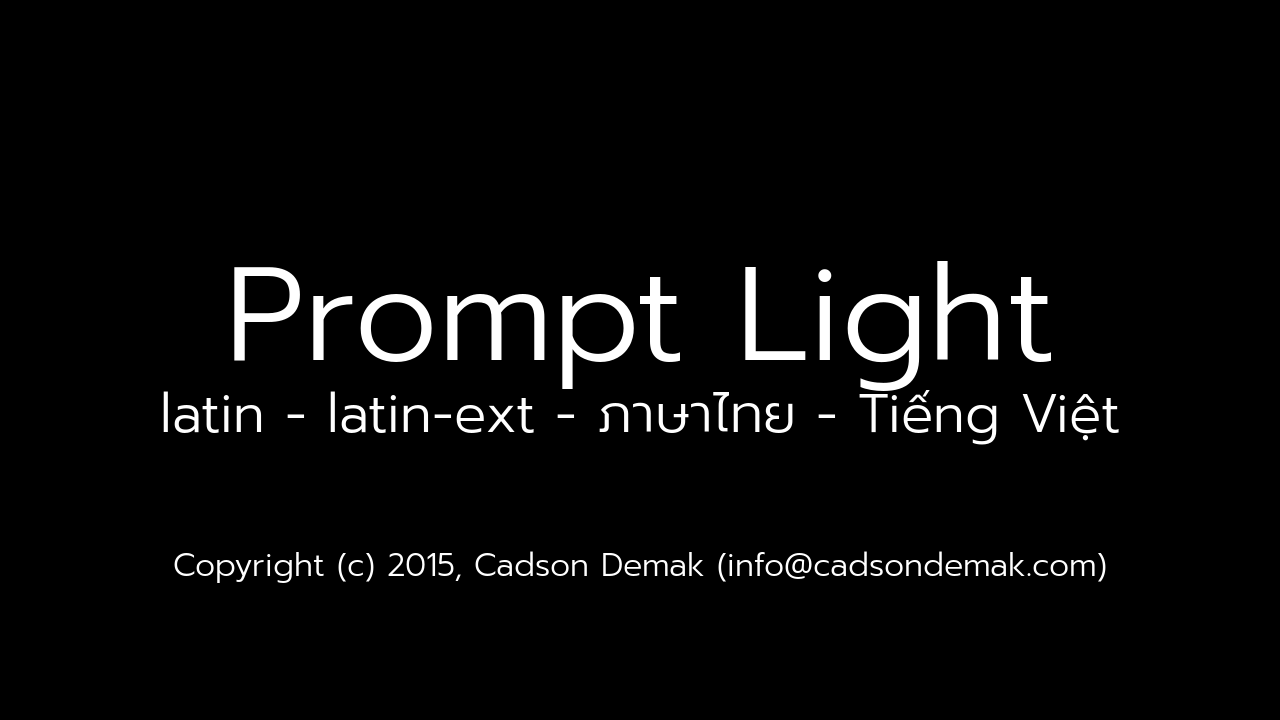 Prompt Light
latin - latin-ext - ภาษาไทย - Tiếng Việt
Copyright (c) 2015, Cadson Demak (info@cadsondemak.com)